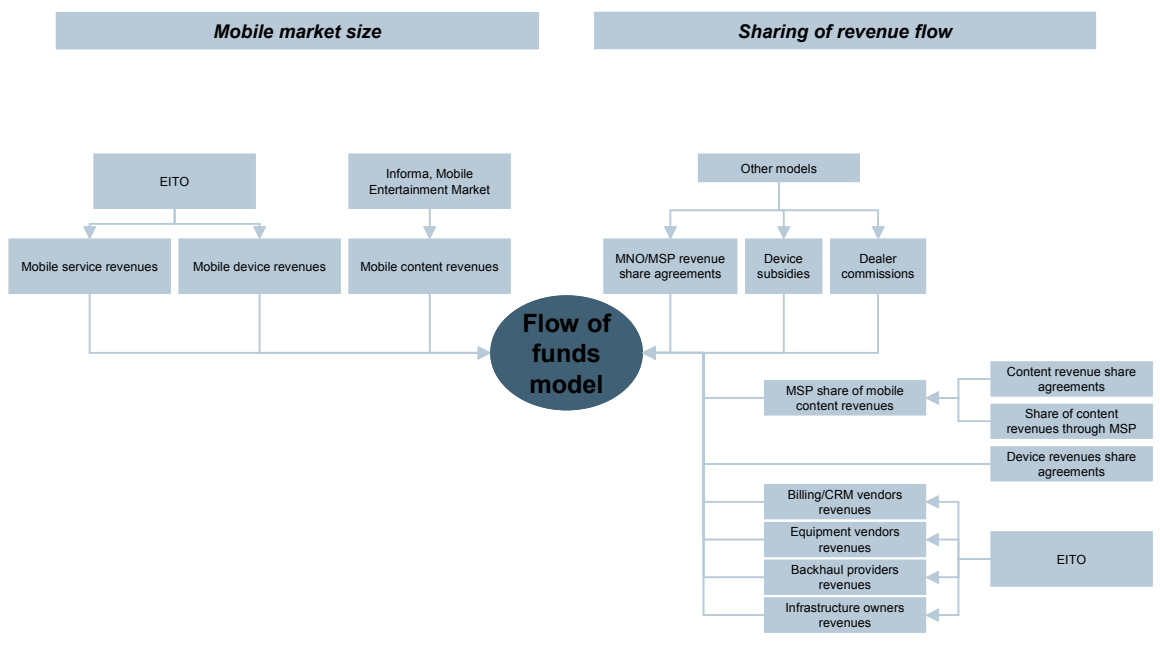 Mobile market size
Sharing of revenue flow
EITO
Informa, Mobile
Entertainment Market
Other models
Mobile service revenues
Mobile device revenues
Mobile content revenues
MNO/MSP revenue
share agreements
Device
subsidies
Dealer
commissions
Flow of
funds
model
MSP share of mobile
content revenues
Content revenue share
agreements
Share of content
revenues through MSP
Device revenues share
agreements
Billing/CRM vendors
revenues
Equipment vendors
revenues
Backhaul providers
revenues
Infrastructure owners
revenues
EITO